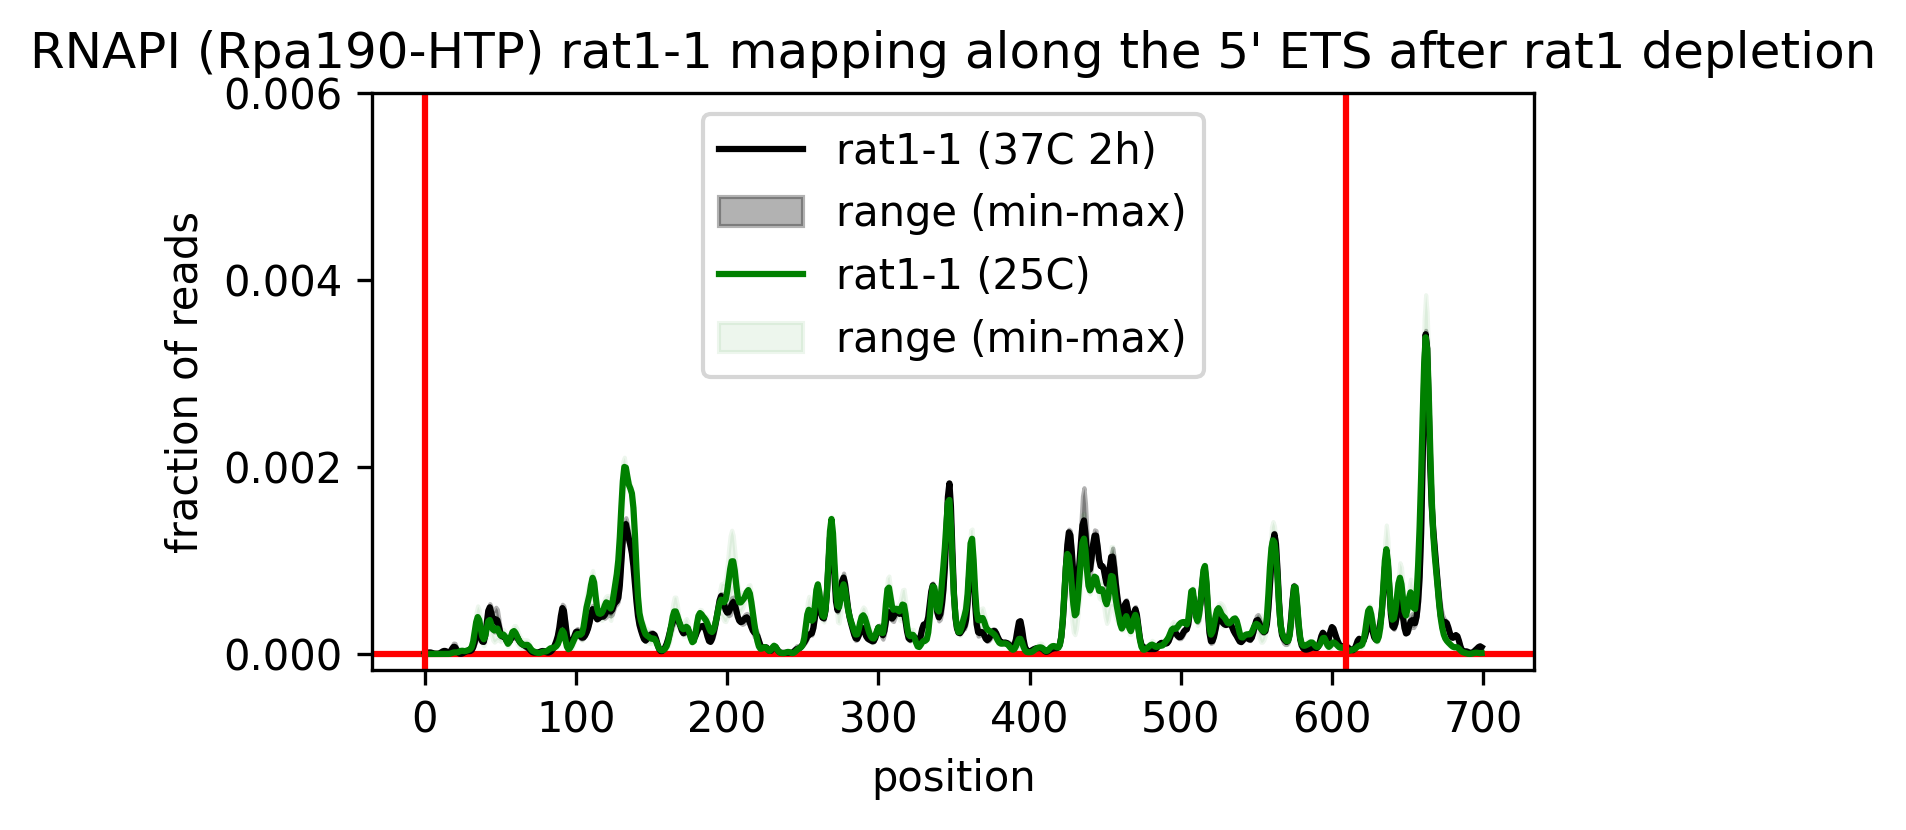 RNAPI (Rpa190-HTP) rat1-1 mapping along the 5' ETS after rat1 depletion
0.006
0.004
0.002
0.000
fraction of reads
rat1-1 (37C 2h)
range (min-max)
rat1-1 (25C)
range (min-max)
0 100 200 300 400 500 600 700
position